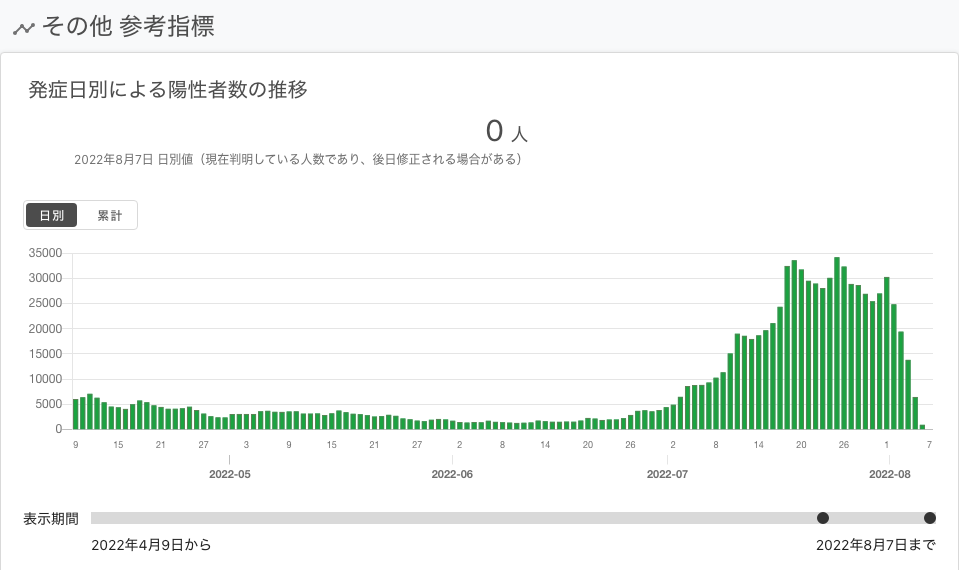 その他 参考指標
発症日別による陽性者数の推移
0 人
2022年8月7日 日別値（現在判明している人数であり、後日修正される場合がある）
日別 累計
35000
30000
25000
20000
15000
10000
5000
0
9 15 21 27 3 9 15 21 27 2 8 14 20 26 2 8 14 20 26 1 7
2022-05 2022-06 2022-07 2022-08
表示期間
2022年4月9日から 2022年8月7日まで